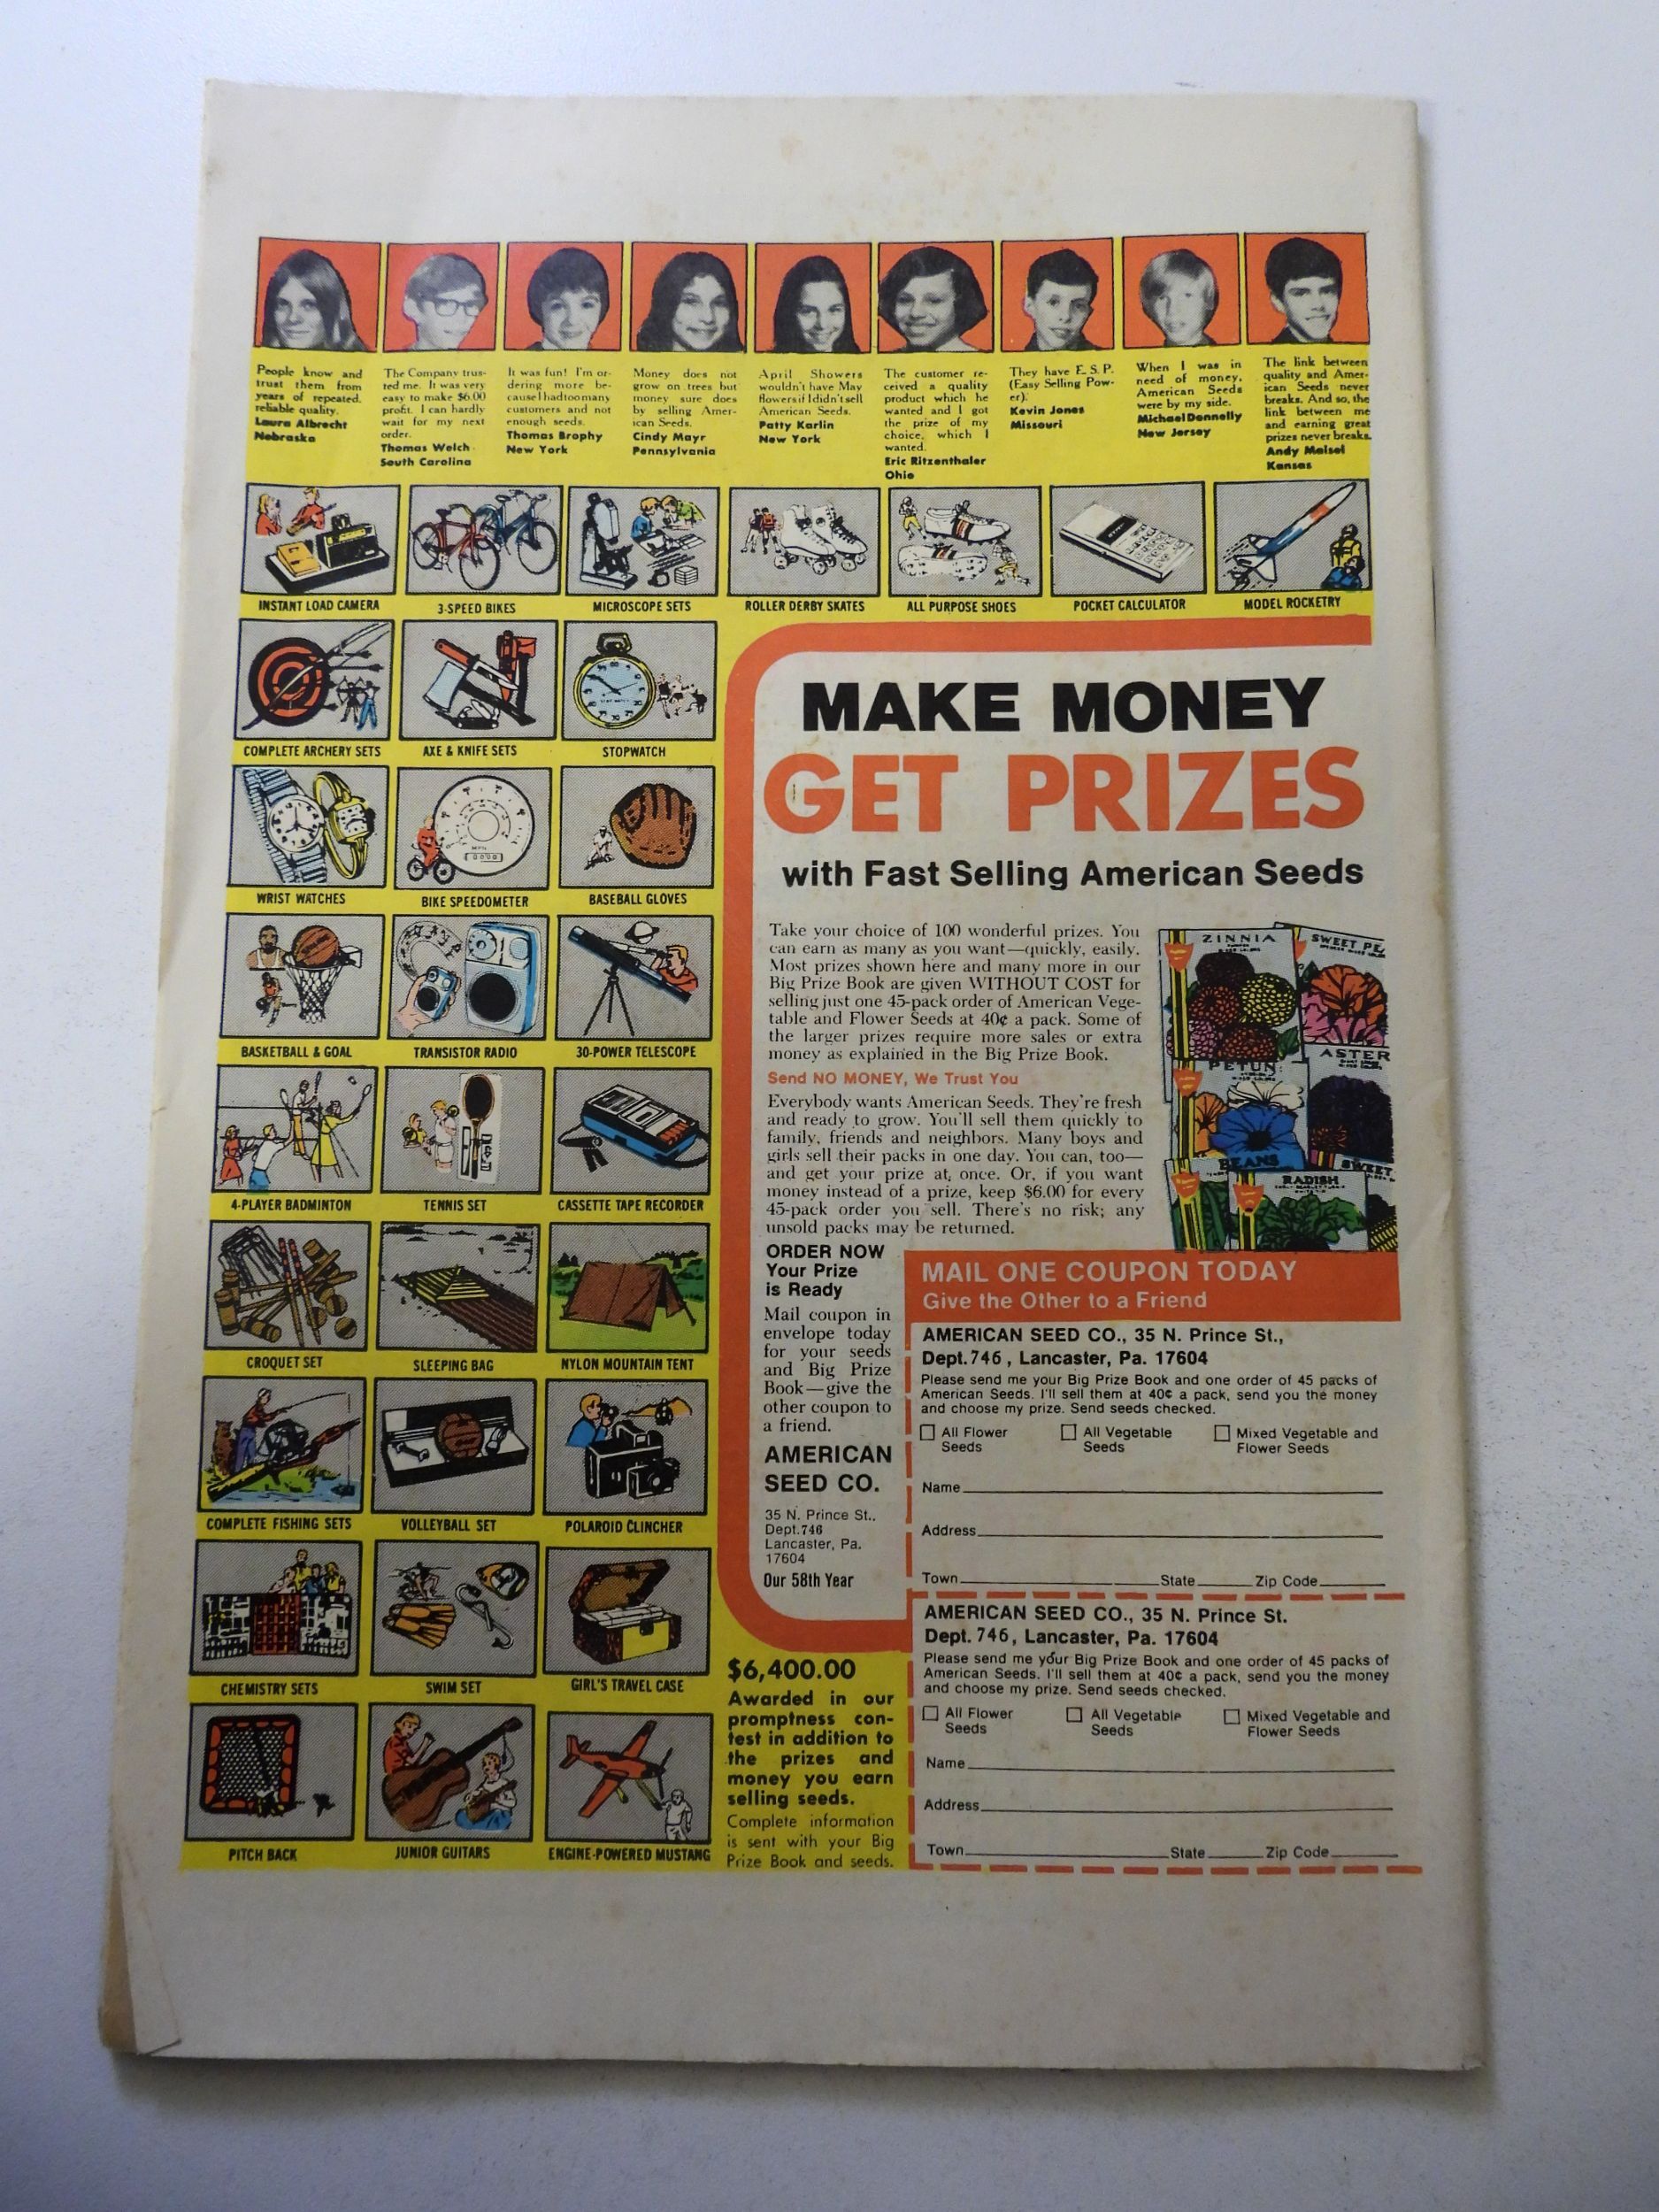 People know and
trust them from
years of repeated,
reliable quality.
Laura Albrecht
Nebraska
The Company trus-
ted me. It was very
easy to make $6.00
profit. I can hardly
wait for my next
order.
Thomas Welch
South Carolina
It was fun! I'm or-
dering more be-
cause I had too many
customers and not
enough seeds.
Thomas Brophy
New York
Money does not
grow on trees but
money sure does
by selling Amer-
ican Seeds.
Cindy Mayr
Pennsylvania
April Showers
wouldn't have May
flowers if I didn't sell
American Seeds.
Patty Karlin
New York
The customer re-
ceived a quality
product which he
wanted and I got
the prize of my
choice, which I
wanted.
Eric Ritzenthaler
Ohio
They have E.S.P.
(Easy Selling Pow-
er).
Kevin Jones
Missouri
When I was in
need of money,
American Seeds
were by my side.
Michael Donnelly
New Jersey
The link between
quality and Amer-
ican Seeds never
breaks. And so, the
link between me
and earning great
prizes never breaks.
Andy Maisel
Kansas
INSTANT LOAD CAMERA
3-SPEED BIKES
MICROSCOPE SETS
ROLLER DERBY SKATES
ALL PURPOSE SHOES
POCKET CALCULATOR
MODEL ROCKETRY
COMPLETE ARCHERY SETS
AXE & KNIFE SETS
STOPWATCH
WRIST WATCHES
BIKE SPEEDOMETER
BASEBALL GLOVES
BASKETBALL & GOAL
TRANSISTOR RADIO
30-POWER TELESCOPE
4-PLAYER BADMINTON
TENNIS SET
CASSETTE TAPE RECORDER
CROQUET SET
SLEEPING BAG
NYLON MOUNTAIN TENT
COMPLETE FISHING SETS
VOLLEYBALL SET
POLAROID CLINCHER
CHEMISTRY SETS
SWIM SET
GIRL'S TRAVEL CASE
PITCH BACK
JUNIOR GUITARS
ENGINE-POWERED MUSTANG
MAKE MONEY
GET PRIZES
with Fast Selling American Seeds
Take your choice of 100 wonderful prizes. You
can earn as many as you want—quickly, easily.
Most prizes shown here and many more in our
Big Prize Book are given WITHOUT COST for
selling just one 45-pack order of American Vege-
table and Flower Seeds at 40¢ a pack. Some of
the larger prizes require more sales or extra
money as explained in the Big Prize Book.
Send NO MONEY, We Trust You
Everybody wants American Seeds. They're fresh
and ready to grow. You'll sell them quickly to
family, friends and neighbors. Many boys and
girls sell their packs in one day. You can, too—
and get your prize at once. Or, if you want
money instead of a prize, keep $6.00 for every
45-pack order you sell. There's no risk; any
unsold packs may be returned.
ZINNIA
SWEET PE
ASTER
PETUN
BEANS
SWEET
RADISH
ORDER NOW
Your Prize
is Ready
Mail coupon in
envelope today
for your seeds
and Big Prize
Book—give the
other coupon to
a friend.
AMERICAN
SEED CO.
35 N. Prince St.,
Dept. 746
Lancaster, Pa.
17604
Our 58th Year
$6,400.00
Awarded in our
promptness con-
test in addition to
the prizes and
money you earn
selling seeds.
Complete information
is sent with your Big
Prize Book and seeds.
MAIL ONE COUPON TODAY
Give the Other to a Friend
AMERICAN SEED CO., 35 N. Prince St.,
Dept. 746, Lancaster, Pa. 17604
Please send me your Big Prize Book and one order of 45 packs of
American Seeds. I'll sell them at 40¢ a pack, send you the money
and choose my prize. Send seeds checked.
All Flower All Vegetable Mixed Vegetable and
Seeds Seeds Flower Seeds
Name
Address
Town State Zip Code
AMERICAN SEED CO., 35 N. Prince St.
Dept. 746, Lancaster, Pa. 17604
Please send me your Big Prize Book and one order of 45 packs of
American Seeds. I'll sell them at 40¢ a pack, send you the money
and choose my prize. Send seeds checked.
All Flower All Vegetable Mixed Vegetable and
Seeds Seeds Flower Seeds
Name
Address
Town State Zip Code